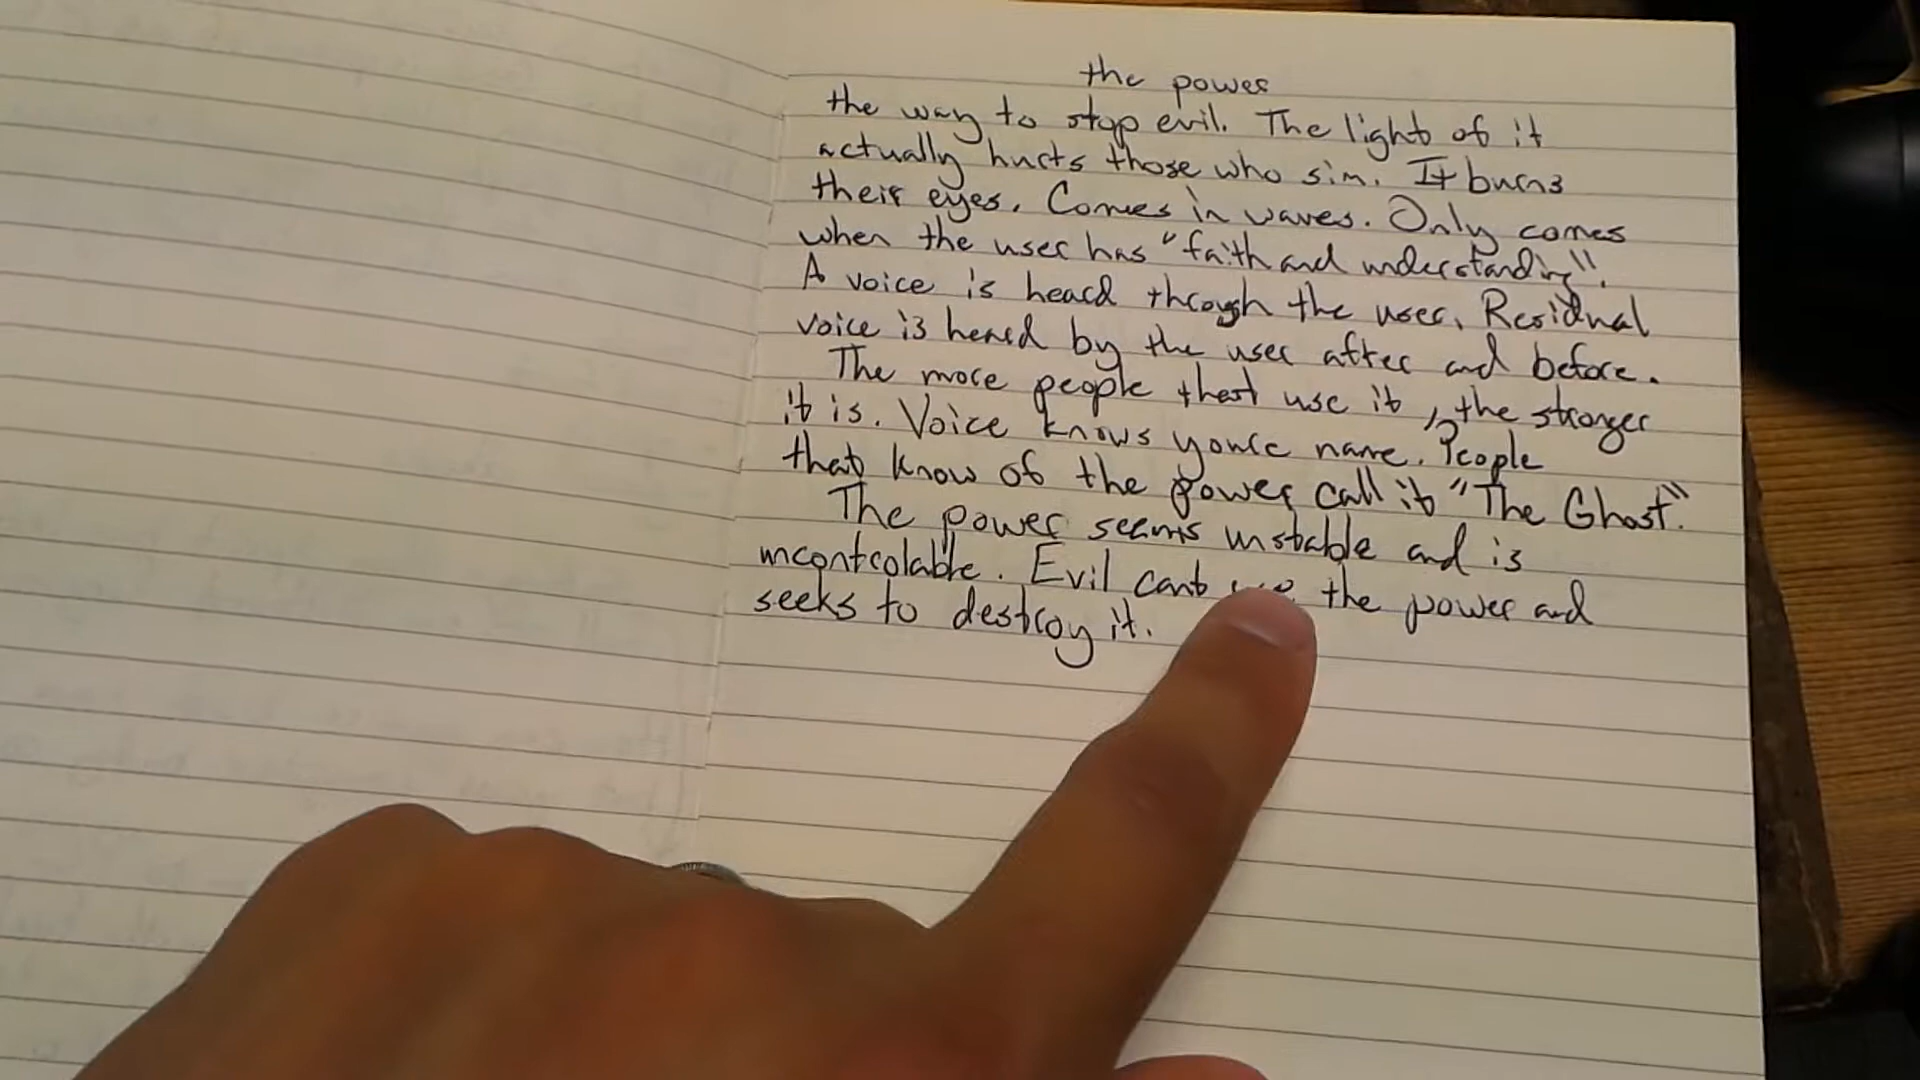 the power
the way to stop evil. The light of it
actually hurts those who sin. It burns
their eyes. Comes in waves. Only comes
when the user has "faith and understanding".
A voice is heard through the user. Residual
voice is heard by the user after and before.
The more people that use it, the stronger
it is. Voice knows youre name. People
that know of the power call it "The Ghost".
The power seems unstable and is
uncontrolable. Evil cant use the power and
seeks to destroy it.